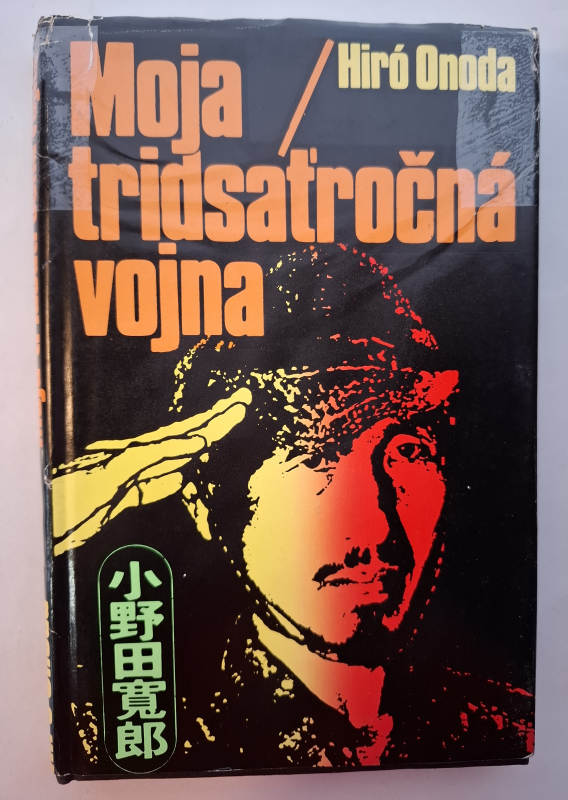 Moja
Hiró Onoda
tridsaťročná
vojna
小野田寛郎